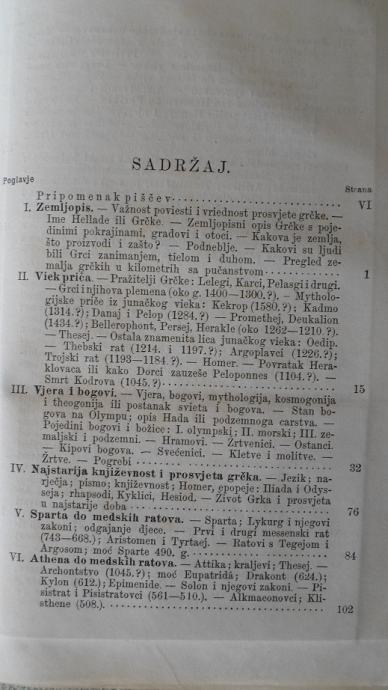 SADRŽAJ.
Poglavje Strana
Pripomenak piščev VI
I. Zemljopis. — Važnost poviesti i vriednost prosvjete grčke. —
Ime Hellade ili Grčke. — Zemljopisni opis Grčke s poje-
dinimi pokrajinami, gradovi i otoci. — Kakova je zemlja,
što proizvodi i zašto? — Podneblje. — Kakovi su ljudi
bili Grci zanimanjem, tielom i duhom. — Pregled ze-
malja grčkih u kilometrih sa pučanstvom 1
II. Viek priča. — Pražitelji Grčke: Lelegi, Karci, Pelasgi i drugi.
— Grci i njihova plemena (oko g. 1400—1300.?). - Mytholo-
gijske priče iz junačkog vieka: Kekrop (1580.?); Kadmo
(1314.?); Danaj i Pelop (1284.?). — Promethej, Deukalion
(1434.?); Bellerophont, Persej, Herakle (oko 1262—1210.?).
— Thesej. — Ostala znamenita lica junačkog vieka: Oedip.
— Thebski rat (1214. i 1197.?); Argoplavci (1226.?);
Trojski rat (1193—1184.?). — Homer. — Povratak Hera-
klovaca ili kako Dorci zauzeše Peloponnes (1104.?). —
Smrt Kodrova (1045.?) 15
III. Vjera i bogovi. — Vjera, bogovi, mythologija, kosmogonija
i theogonija ili postanak svieta i bogova. — Stan bo-
gova na Olympu; opis Hada ili podzemnoga carstva. —
Pojedini bogovi i božice: I. olympski; II. morski; III. ze-
maljski i podzemni. — Hramovi. — Žrtvenici. — Ostanci.
— Kipovi bogova. — Svećenici. — Kletve i molitve. —
Žrtve. — Pogrebi 32
IV. Najstarija književnost i prosvjeta grčka. — Jezik; na-
rječja; pismo; književnost; Homer, epopeje: Iliada i Odys-
seja; rhapsodi, Kyklici, Hesiod. — Život Grka i prosvjeta
u najstarije doba 76
V. Sparta do medskih ratova. — Sparta; Lykurg i njegovi
zakoni; odgajanje djece. — Prvi i drugi messenski rat
(743—668.); Aristomen i Tyrtaej. — Ratovi s Tegejom i
Argosom; moć Sparte 490. g. 84
VI. Athena do medskih ratova. — Attika; kraljevi; Thesej. —
Archontstvo (1045.?); moć Eupatridâ; Drakont (624.);
Kylon (612.); Epimenide. — Solon i njegovi zakoni. — Pi-
sistrat i Pisistratovci (561—510.). — Alkmaeonovci; Kli-
sthene (508.) 102